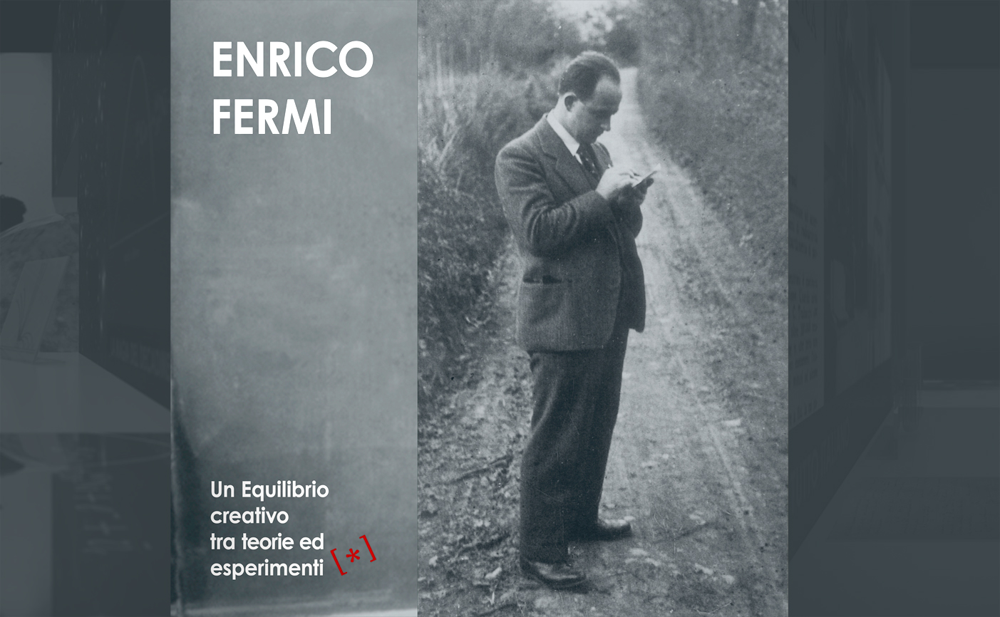 ENRICO
FERMI
Un Equilibrio
creativo
tra teorie ed
esperimenti [*]